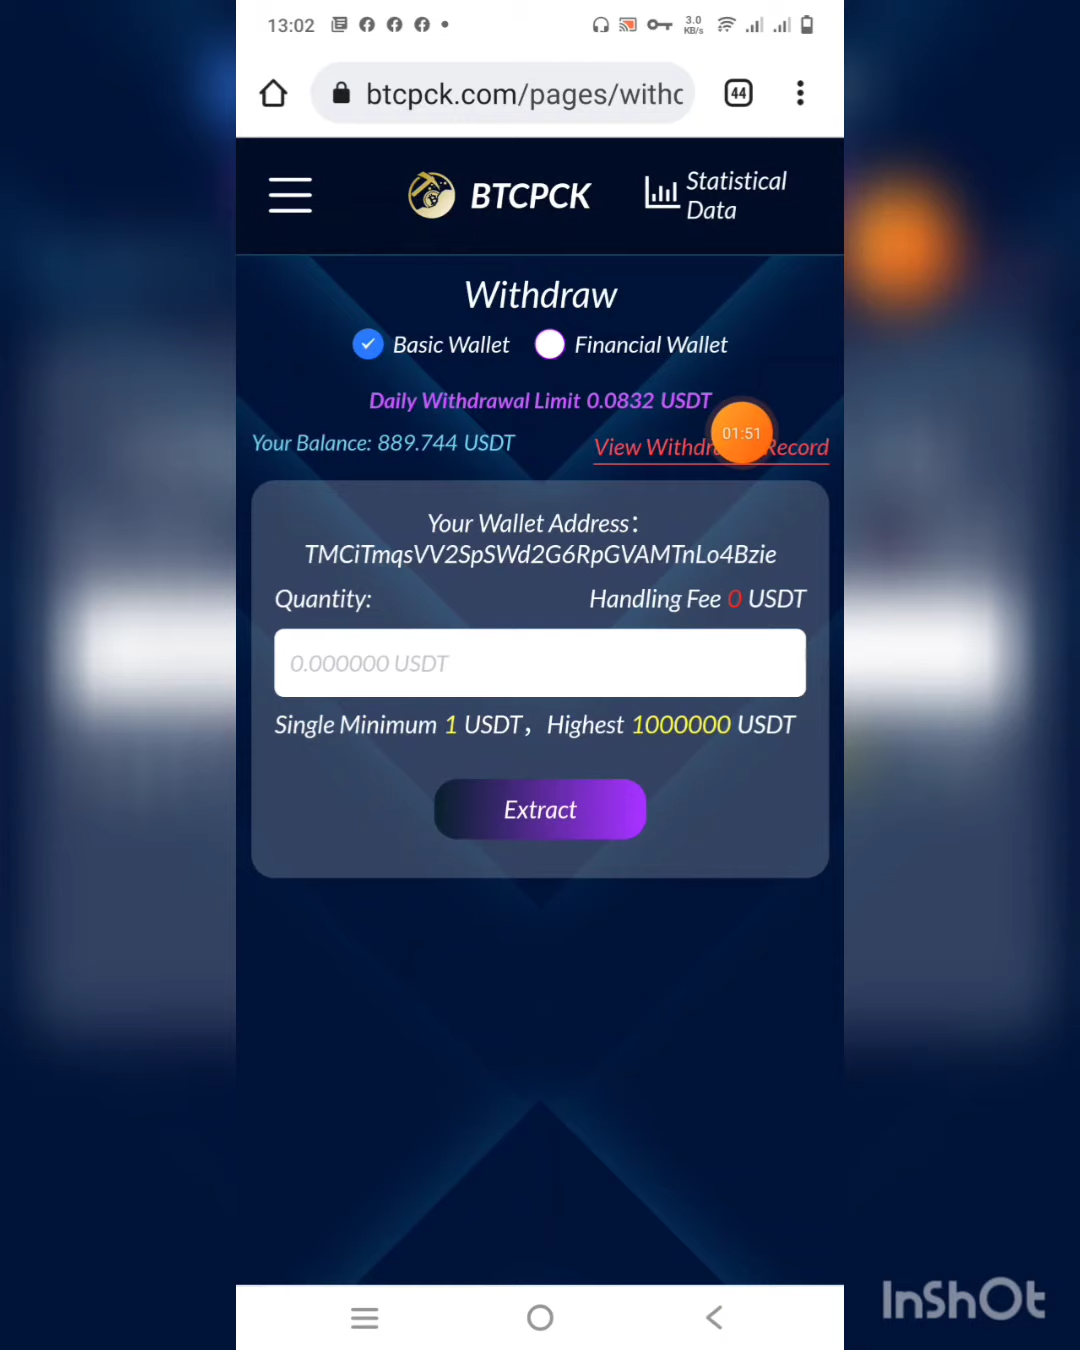 13:02
3.0
KB/s
btcpck.com/pages/withc
44
BTCPCK
Statistical
Data
Withdraw
Basic Wallet
Financial Wallet
Daily Withdrawal Limit 0.0832 USDT
Your Balance: 889.744 USDT
View Withdr
Record
01:51
Your Wallet Address：
TMCiTmqsVV2SpSWd2G6RpGVAMTnLo4Bzie
Quantity:
Handling Fee 0 USDT
0.000000 USDT
Single Minimum 1 USDT，Highest 1000000 USDT
Extract
InShOt